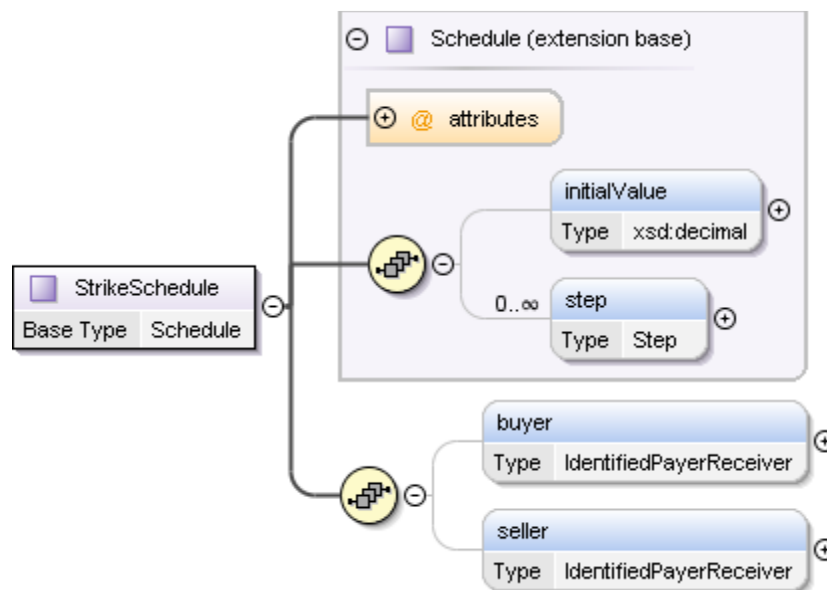 Schedule (extension base)
@ attributes
initialValue
Type xsd:decimal
0..∞
step
Type Step
StrikeSchedule
Base Type Schedule
buyer
Type IdentifiedPayerReceiver
seller
Type IdentifiedPayerReceiver